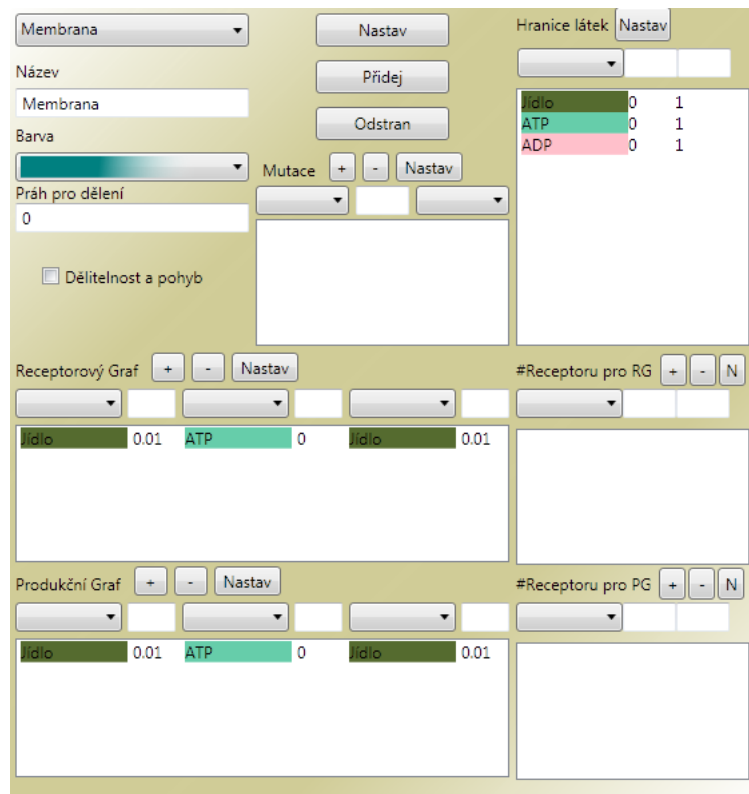 Membrana
Nastav
Přidej
Odstran
Název
Membrana
Barva
Práh pro dělení
0
Dělitelnost a pohyb
Mutace + - Nastav
Hranice látek Nastav
Jídlo 0 1
ATP 0 1
ADP 0 1
Receptorový Graf + - Nastav
#Receptoru pro RG + - N
Jídlo 0.01 ATP 0 Jídlo 0.01
Produkční Graf + - Nastav
#Receptoru pro PG + - N
Jídlo 0.01 ATP 0 Jídlo 0.01